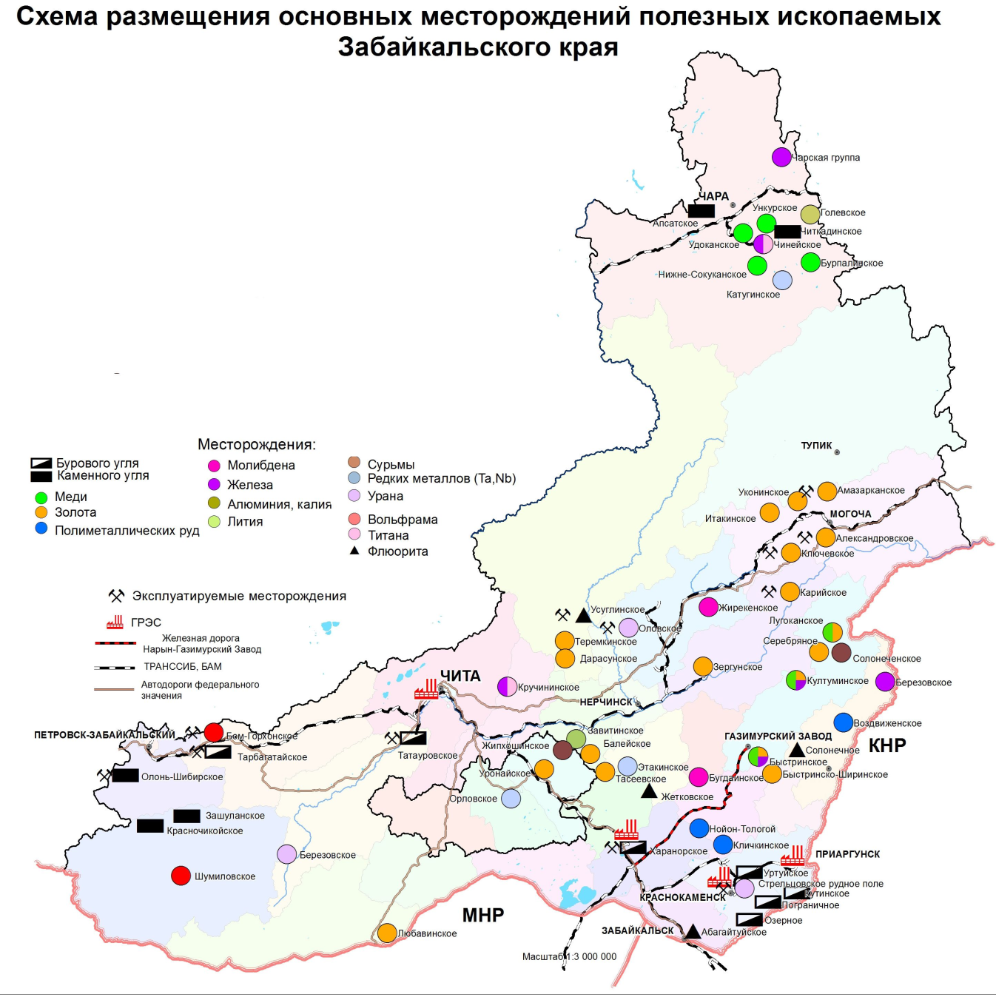 Схема размещения основных месторождений полезных ископаемых
Забайкальского края
Чарская группа
ЧАРА
Ункурское
Голевское
Апсатское
Читкадинское
Удоканское
Чинейское
Бурпалинское
Нижне-Сокуканское
Катугинское
ТУПИК
Месторождения:
Бурового угля
Каменного угля
Меди
Золота
Полиметаллических руд
Молибдена
Железа
Алюминия, калия
Лития
Сурьмы
Редких металлов (Ta,Nb)
Урана
Вольфрама
Титана
Флюорита
Эксплуатируемые месторождения
ГРЭС
Железная дорога
Нарын-Газимурский Завод
ТРАНССИБ, БАМ
Автодороги федерального
значения
Уконинское
Амазарканское
Итакинское
МОГОЧА
Александровское
Ключевское
Карийское
Усуглинское
Жирекенское
Оловское
Лугоканское
Теремкинское
Серебряное
Дарасунское
Солонеченское
Зергунское
ЧИТА
Кручининское
Култуминское
Березовское
НЕРЧИНСК
Воздвиженское
ПЕТРОВСК-ЗАБАЙКАЛЬСКИЙ
Бом-Горхонское
Завитинское
ГАЗИМУРСКИЙ ЗАВОД
КНР
Жипхошинское
Балейское
Солонечное
Тарбагатайское
Татауровское
Быстринское
Этакинское
Уронайское
Тасеевское
Бугдаинское
Быстринско-Ширинское
Олонь-Шибирское
Орловское
Жетковское
Зашуланское
Красночикойское
Нойон-Тологой
Кличкинское
Березовское
Харанорское
ПРИАРГУНСК
Шумиловское
Уртуйское
Стрельцовское рудное поле
Кутинское
КРАСНОКАМЕНСК
Пограничное
МНР
Озерное
Любавинское
ЗАБАЙКАЛЬСК
Абагайтуйское
Масштаб 1:3 000 000